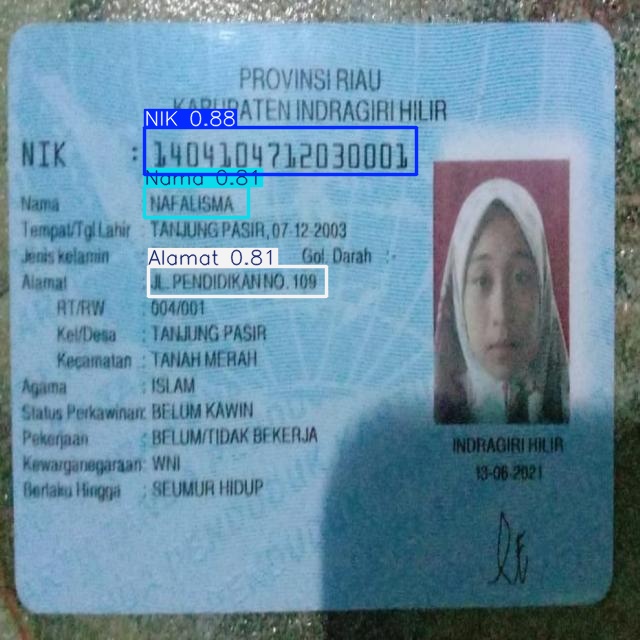 PROVINSI RIAU
KABUPATEN INDRAGIRI HILIR
NIK 0.88
NIK : 1404104712030001
Nama 0.81
Nama : NAFALISMA
Tempat/Tgl Lahir : TANJUNG PASIR, 07-12-2003
Jenis kelamin Gol. Darah :-
Alamat 0.81
Alamat JL. PENDIDIKAN NO. 109
RT/RW : 004/001
Kel/Desa : TANJUNG PASIR
Kecamatan : TANAH MERAH
Agama : ISLAM
Status Perkawinan: BELUM KAWIN
Pekerjaan : BELUM/TIDAK BEKERJA
Kewarganegaraan: WNI
Berlaku Hingga : SEUMUR HIDUP
INDRAGIRI HILIR
13-06-2021